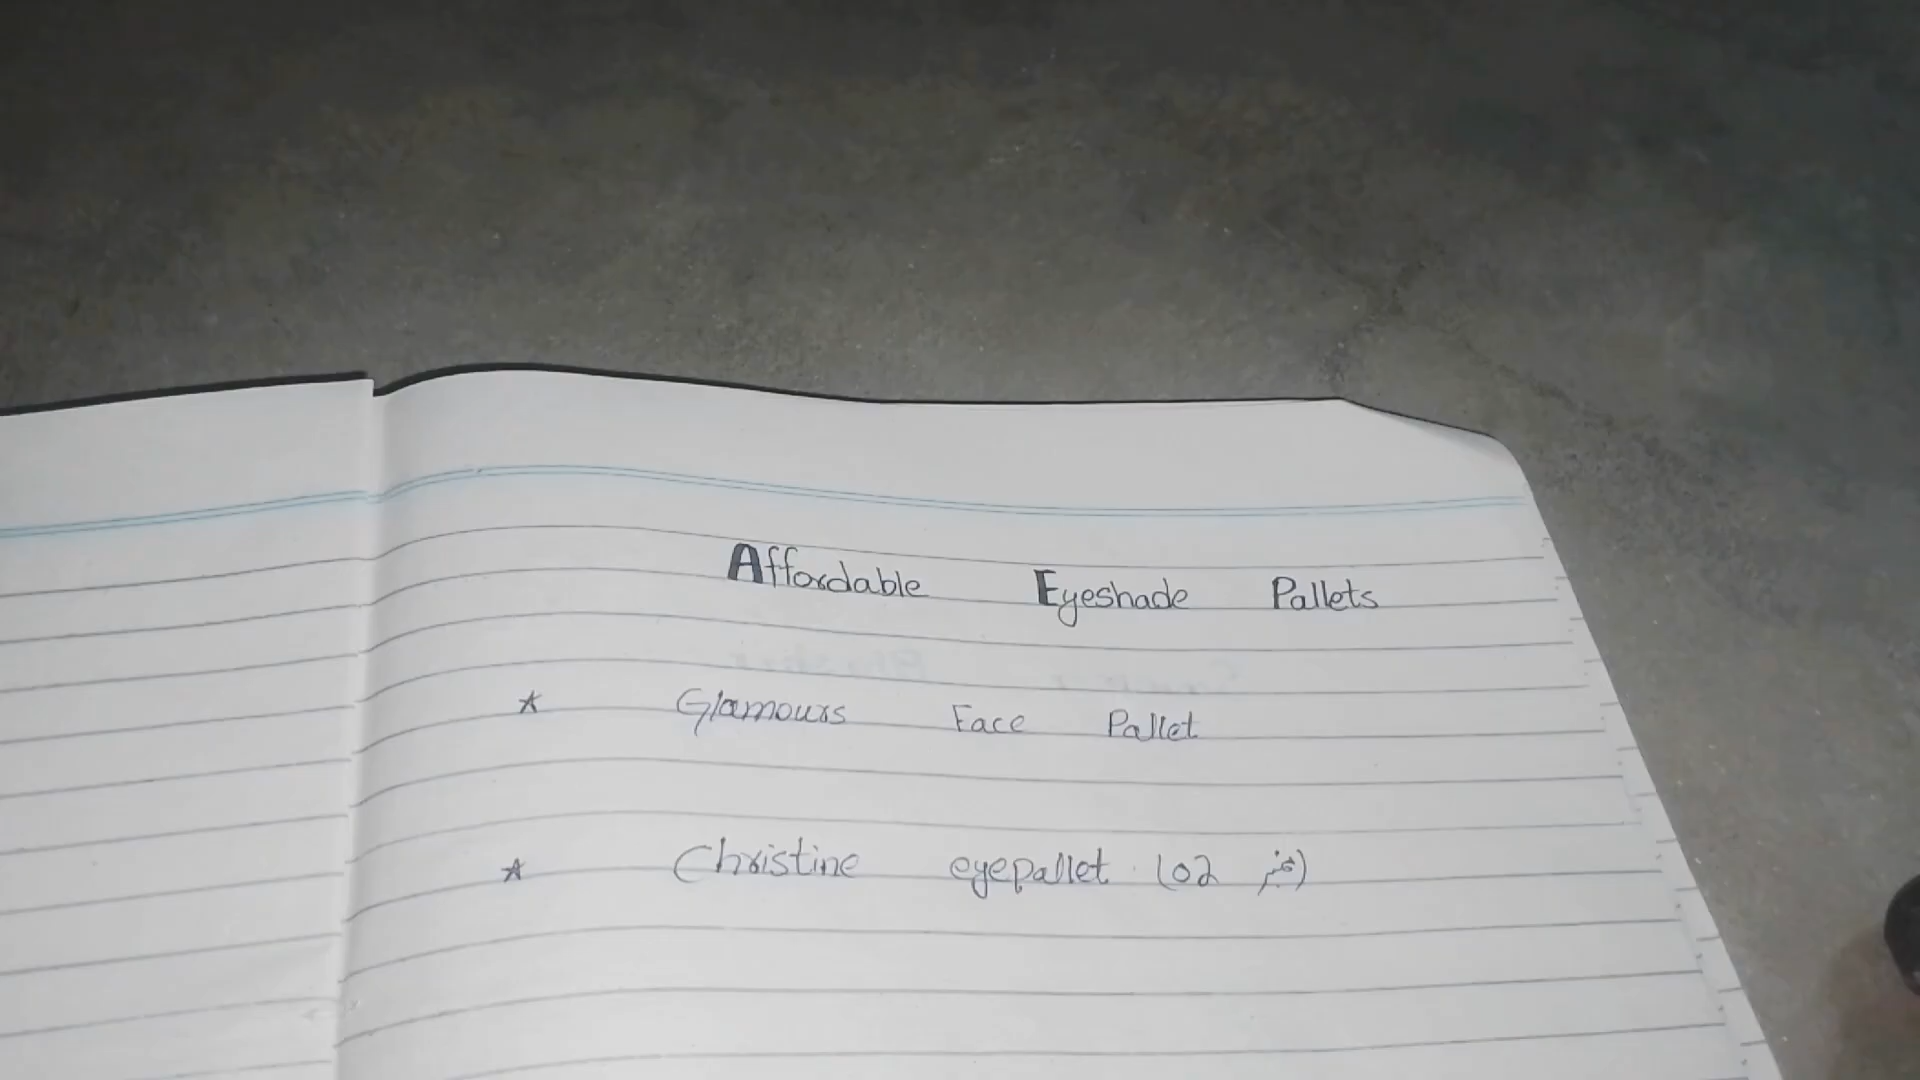 Affordable Eyeshade Pallets
★ Glamours Face Pallet
★ Christine eyepallet (02 نمبر)